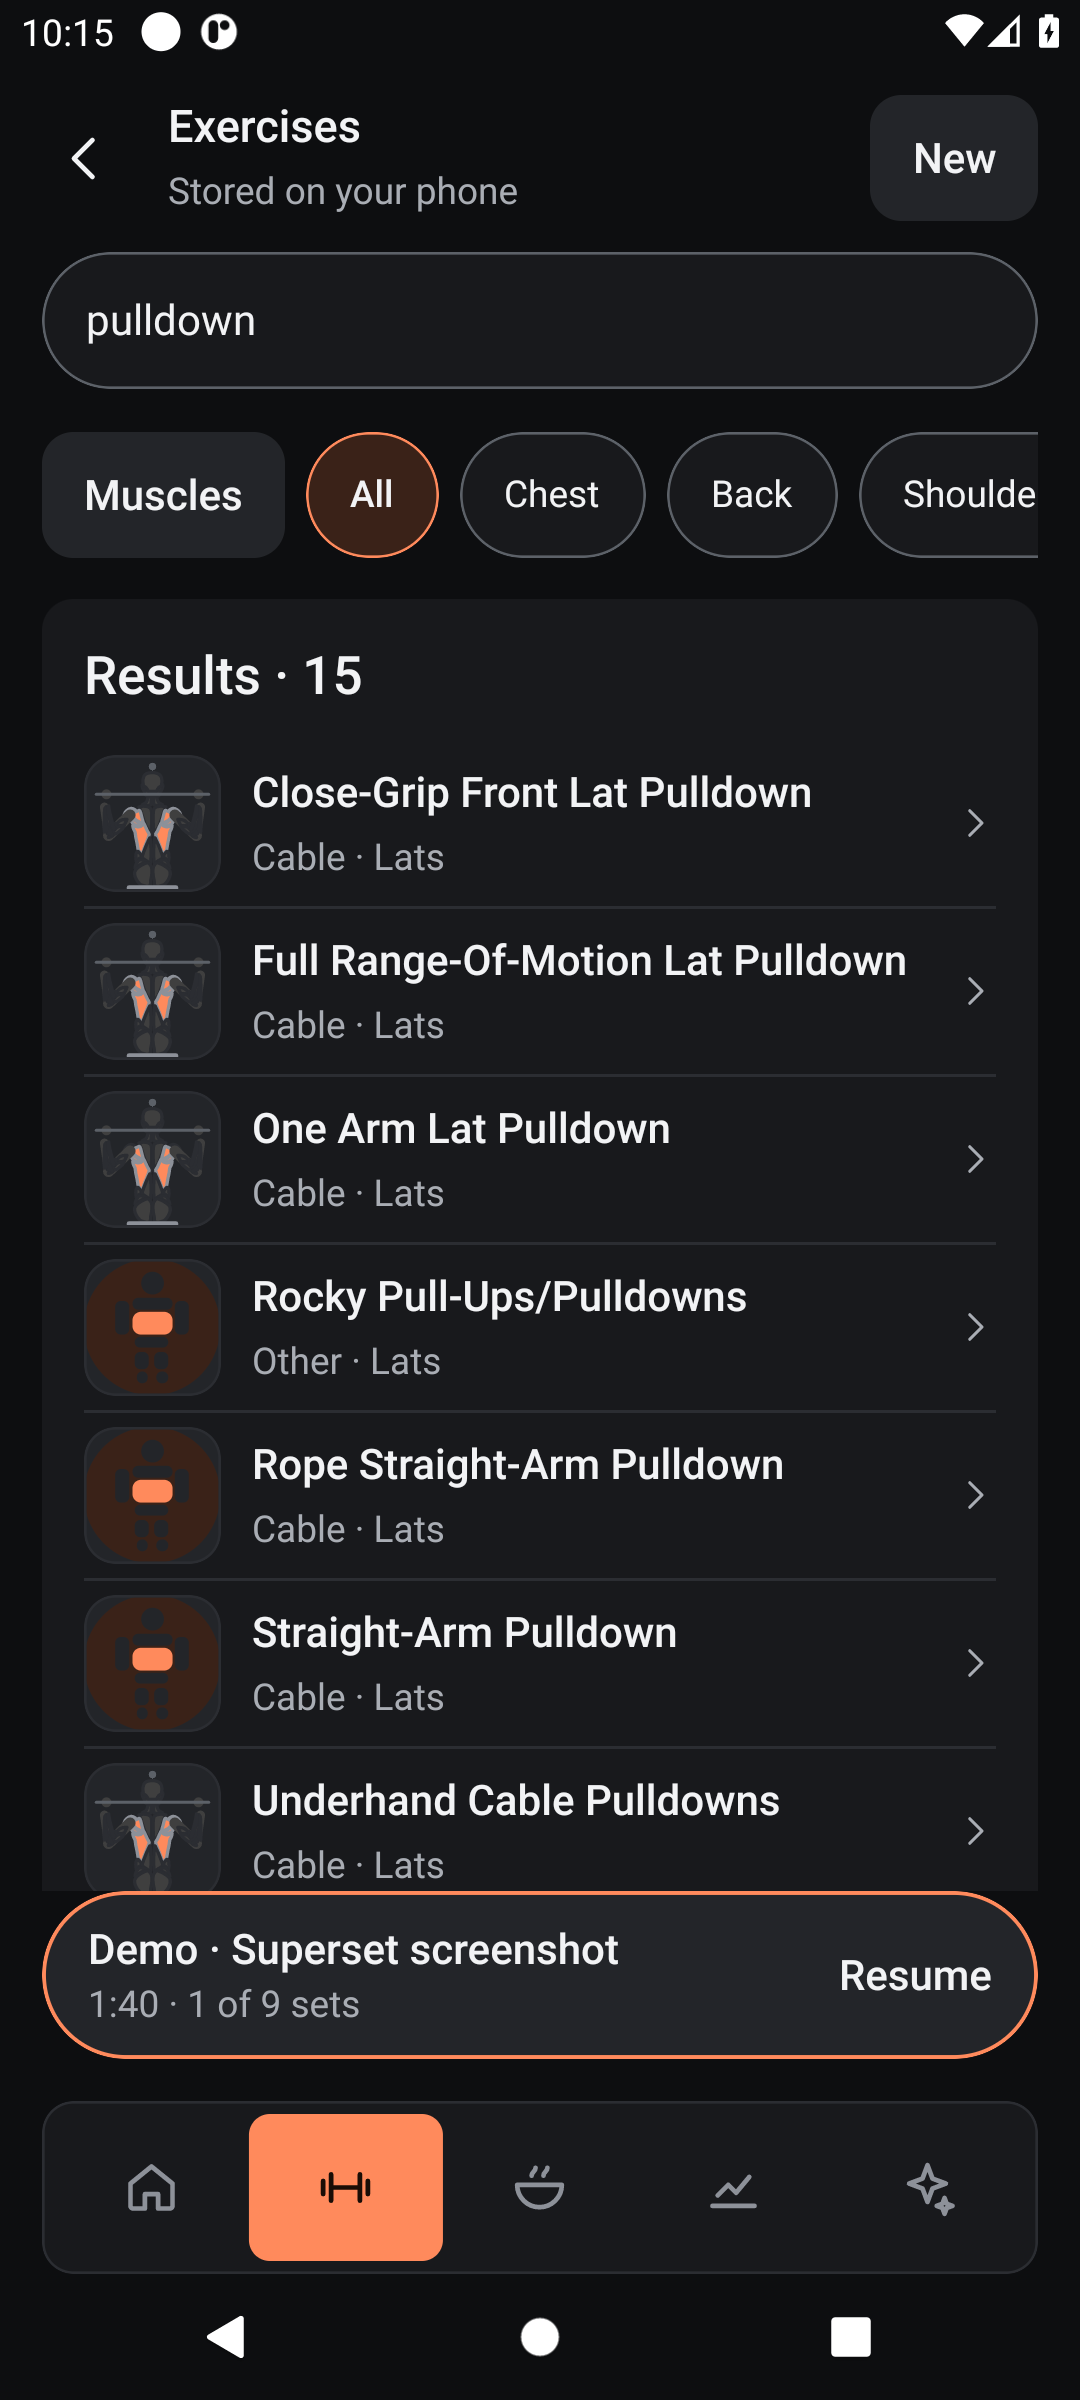 10:15
Exercises
New
Stored on your phone
pulldown
Muscles All Chest Back Shoulde
Results · 15
Close-Grip Front Lat Pulldown
Cable · Lats
Full Range-Of-Motion Lat Pulldown
Cable · Lats
One Arm Lat Pulldown
Cable · Lats
Rocky Pull-Ups/Pulldowns
Other · Lats
Rope Straight-Arm Pulldown
Cable · Lats
Straight-Arm Pulldown
Cable · Lats
Underhand Cable Pulldowns
Cable · Lats
Demo · Superset screenshot
Resume
1:40 · 1 of 9 sets